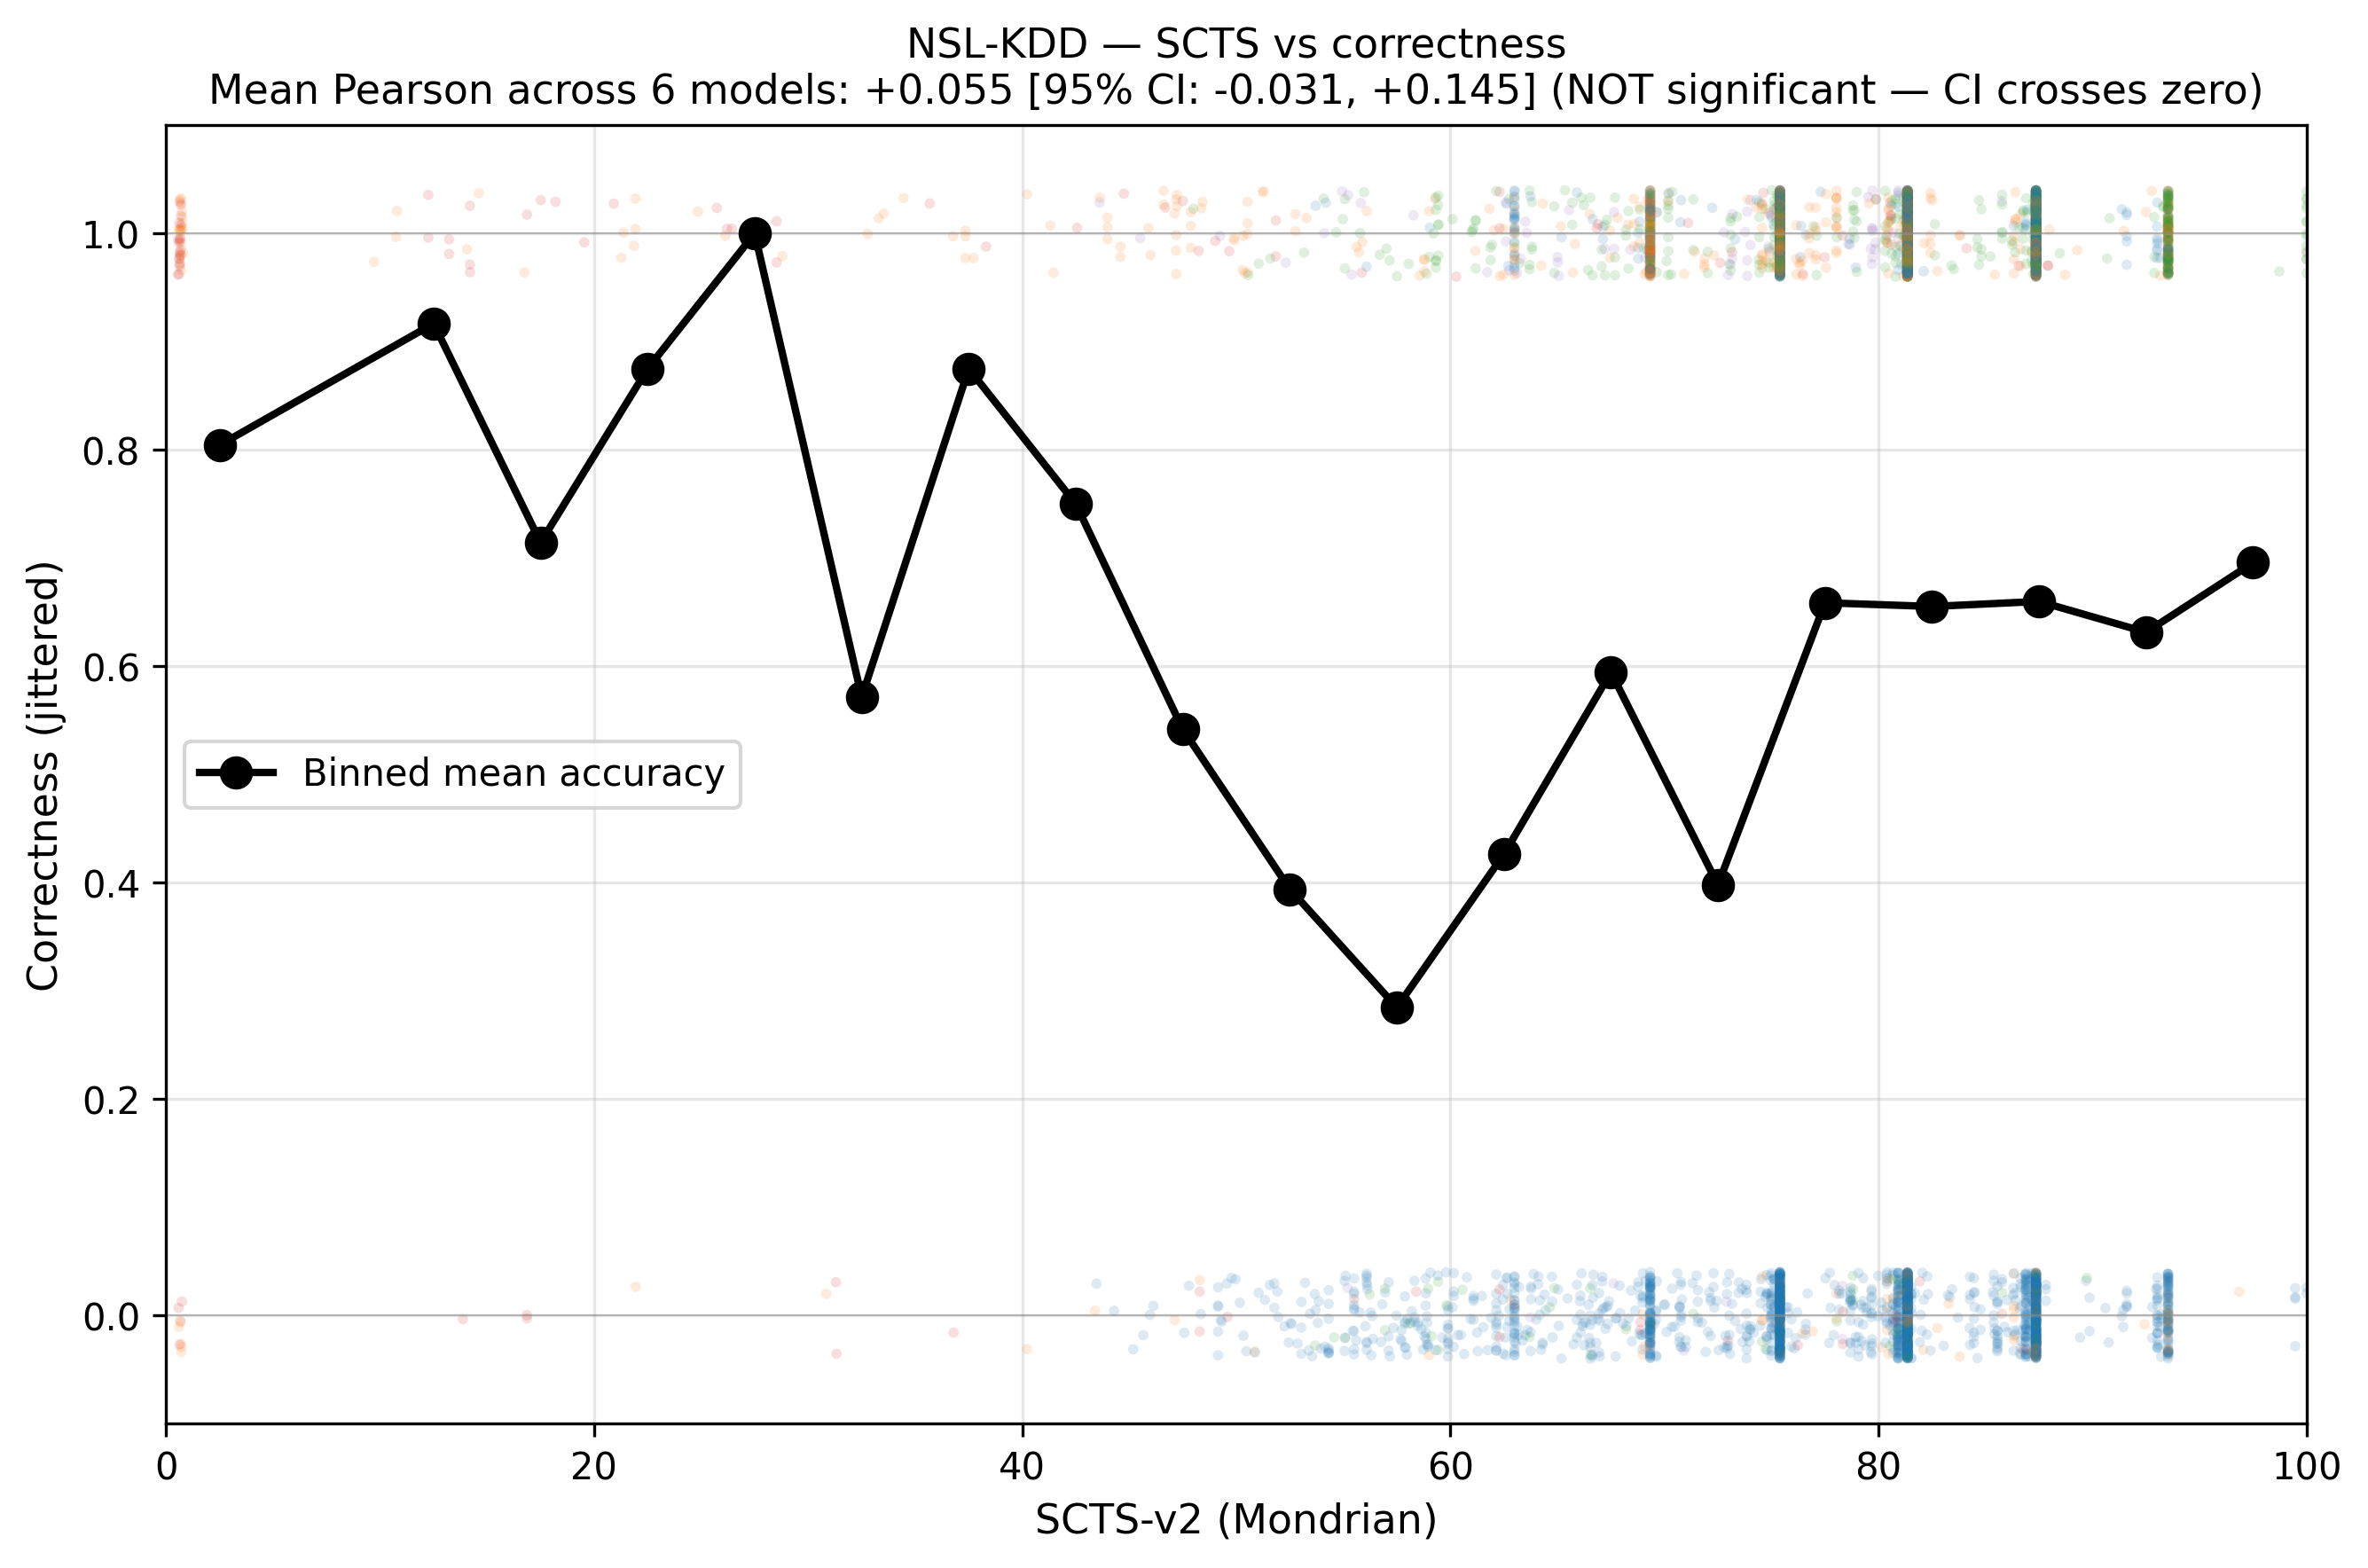 NSL-KDD — SCTS vs correctness
Mean Pearson across 6 models: +0.055 [95% CI: -0.031, +0.145] (NOT significant — CI crosses zero)
Correctness (jittered)
1.0
0.8
0.6
0.4
0.2
0.0
Binned mean accuracy
0 20 40 60 80 100
SCTS-v2 (Mondrian)